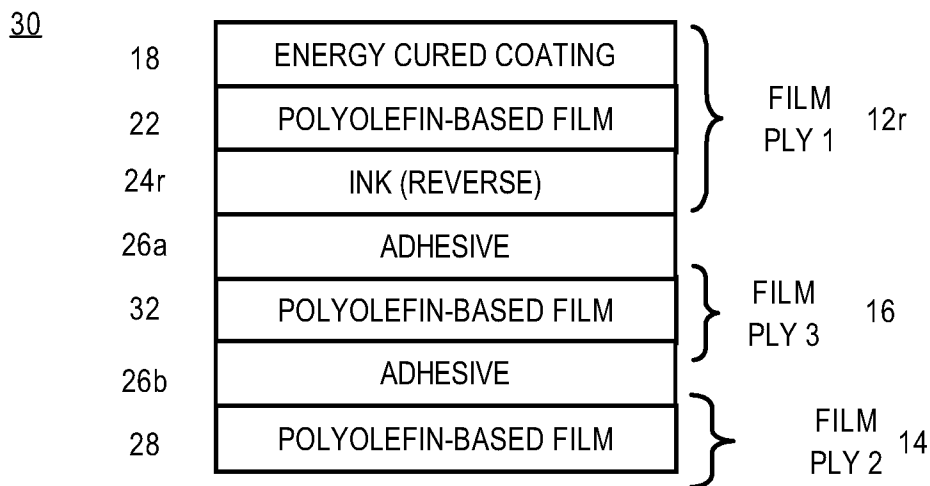 30
18 ENERGY CURED COATING
22 POLYOLEFIN-BASED FILM
24r INK (REVERSE)
FILM
PLY 1 12r
26a ADHESIVE
32 POLYOLEFIN-BASED FILM
FILM
PLY 3 16
26b ADHESIVE
28 POLYOLEFIN-BASED FILM
FILM
PLY 2 14